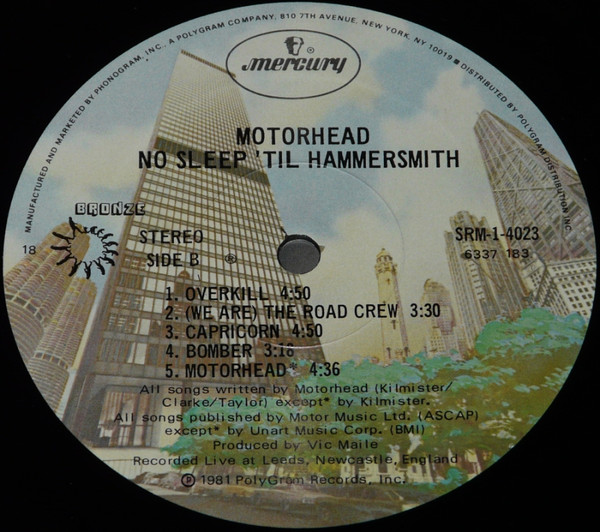 MANUFACTURED AND MARKETED BY PHONOGRAM, INC., A POLYGRAM COMPANY, 810 7TH AVENUE, NEW YORK, NY 10019 ■ DISTRIBUTED BY POLYGRAM DISTRIBUTION, INC.
® mercury
MOTORHEAD
NO SLEEP 'TIL HAMMERSMITH
BRONZE
STEREO
SRM-1-4023
18 SIDE B ℗ 6337 183
1. OVERKILL 4:50
2. (WE ARE) THE ROAD CREW 3:30
3. CAPRICORN 4:50
4. BOMBER 3:18
5. MOTORHEAD* 4:36
All songs written by Motorhead (Kilmister/
Clarke/Taylor) except* by Kilmister.
All songs published by Motor Music Ltd. (ASCAP)
except* by Unart Music Corp. (BMI)
Produced by Vic Maile
Recorded Live at Leeds, Newcastle, England
℗ 1981 PolyGram Records, Inc.